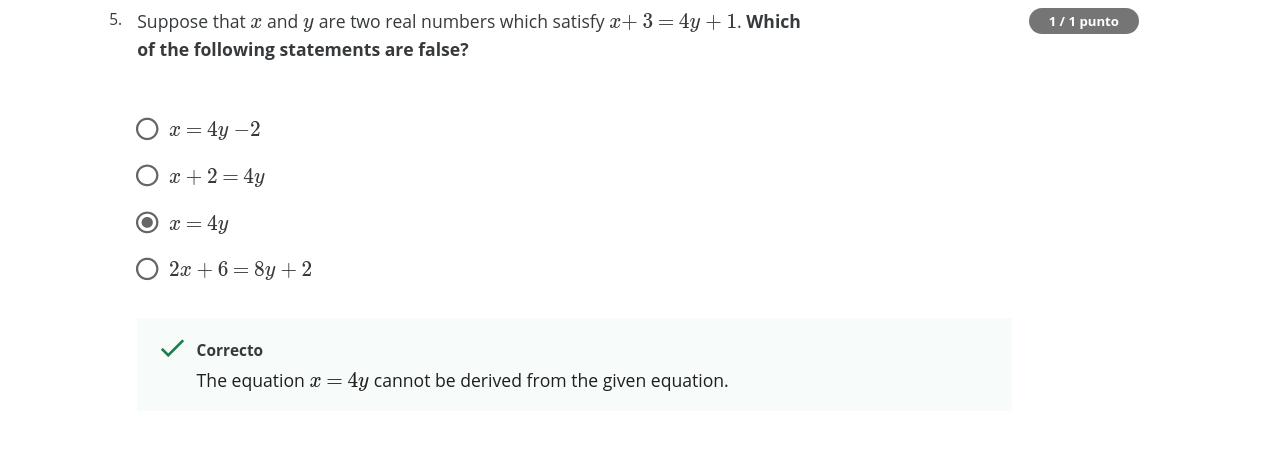 5. Suppose that x and y are two real numbers which satisfy x+ 3 = 4y + 1. Which 1 / 1 punto
of the following statements are false?
x = 4y −2
x + 2 = 4y
x = 4y
2x + 6 = 8y + 2
Correcto
The equation x = 4y cannot be derived from the given equation.